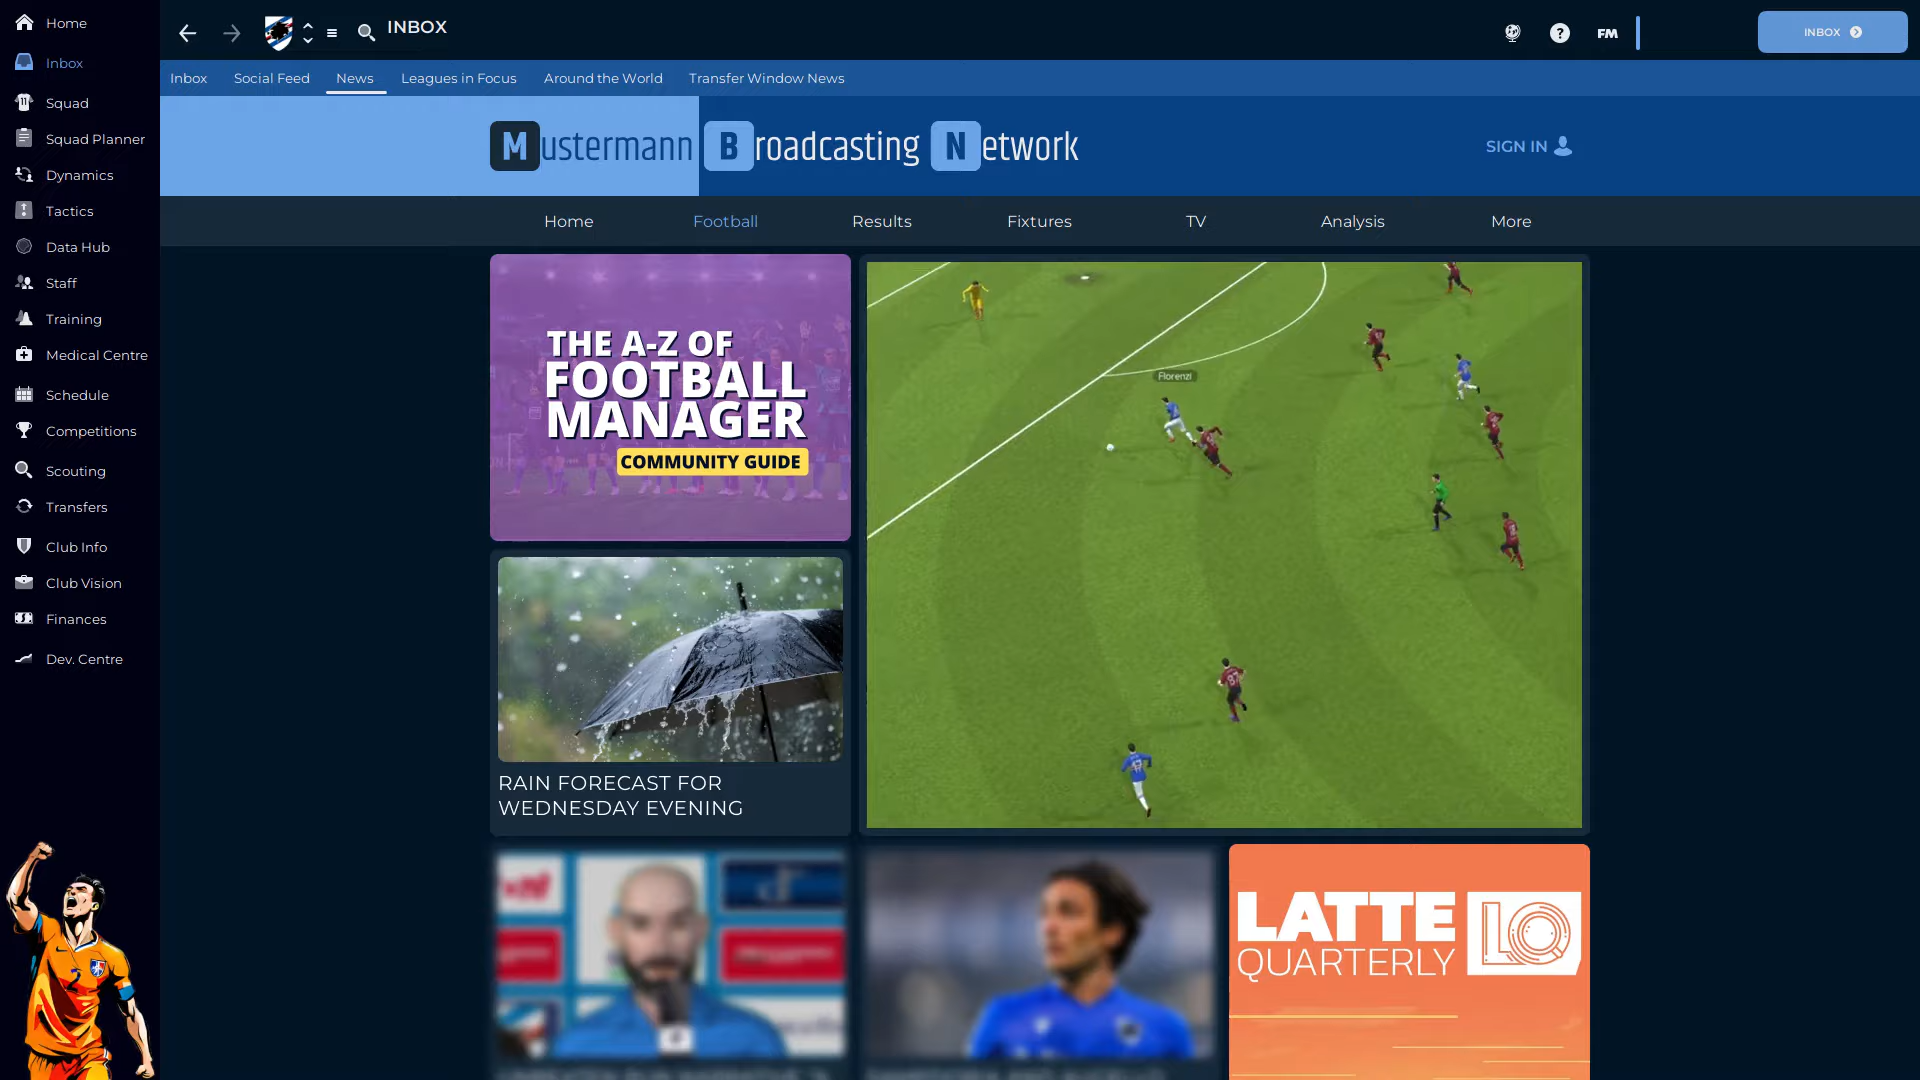 Home
Inbox
Squad
Squad Planner
Dynamics
Tactics
Data Hub
Staff
Training
Medical Centre
Schedule
Competitions
Scouting
Transfers
Club Info
Club Vision
Finances
Dev. Centre
INBOX
FM
INBOX
Inbox Social Feed News Leagues in Focus Around the World Transfer Window News
Mustermann Broadcasting Network
SIGN IN
Home Football Results Fixtures TV Analysis More
THE A-Z OF
FOOTBALL
MANAGER
COMMUNITY GUIDE
Florenzi
RAIN FORECAST FOR
WEDNESDAY EVENING
LATTE
QUARTERLY
LQ